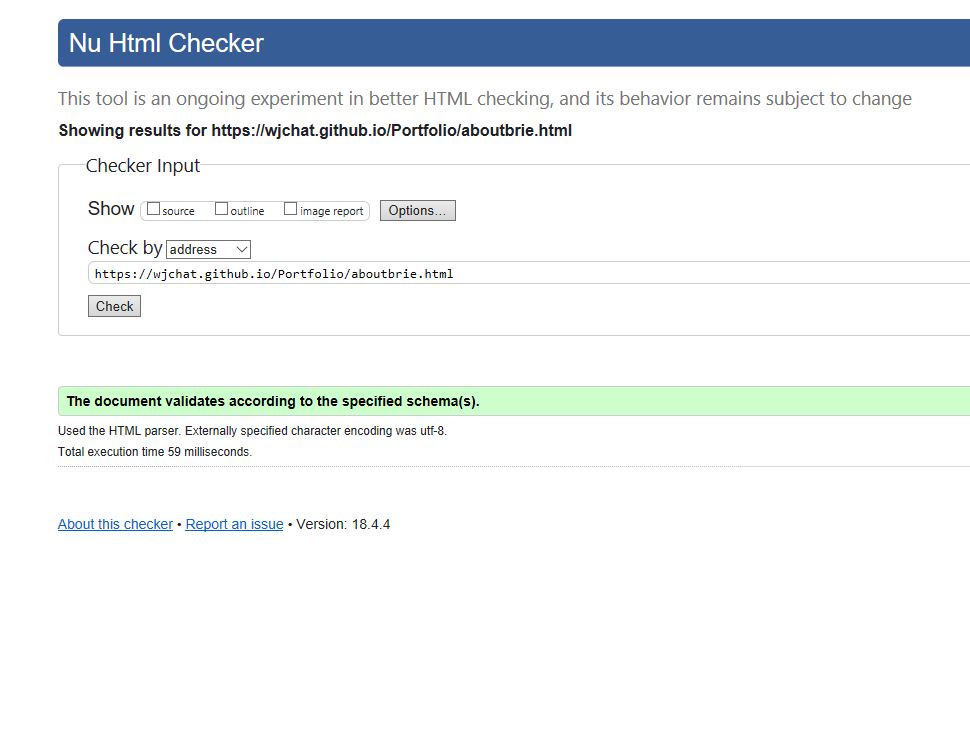 Nu Html Checker
This tool is an ongoing experiment in better HTML checking, and its behavior remains subject to change
Showing results for https://wjchat.github.io/Portfolio/aboutbrie.html
Checker Input
Show source outline image report Options...
Check by address
https://wjchat.github.io/Portfolio/aboutbrie.html
Check
The document validates according to the specified schema(s).
Used the HTML parser. Externally specified character encoding was utf-8.
Total execution time 59 milliseconds.
About this checker • Report an issue • Version: 18.4.4